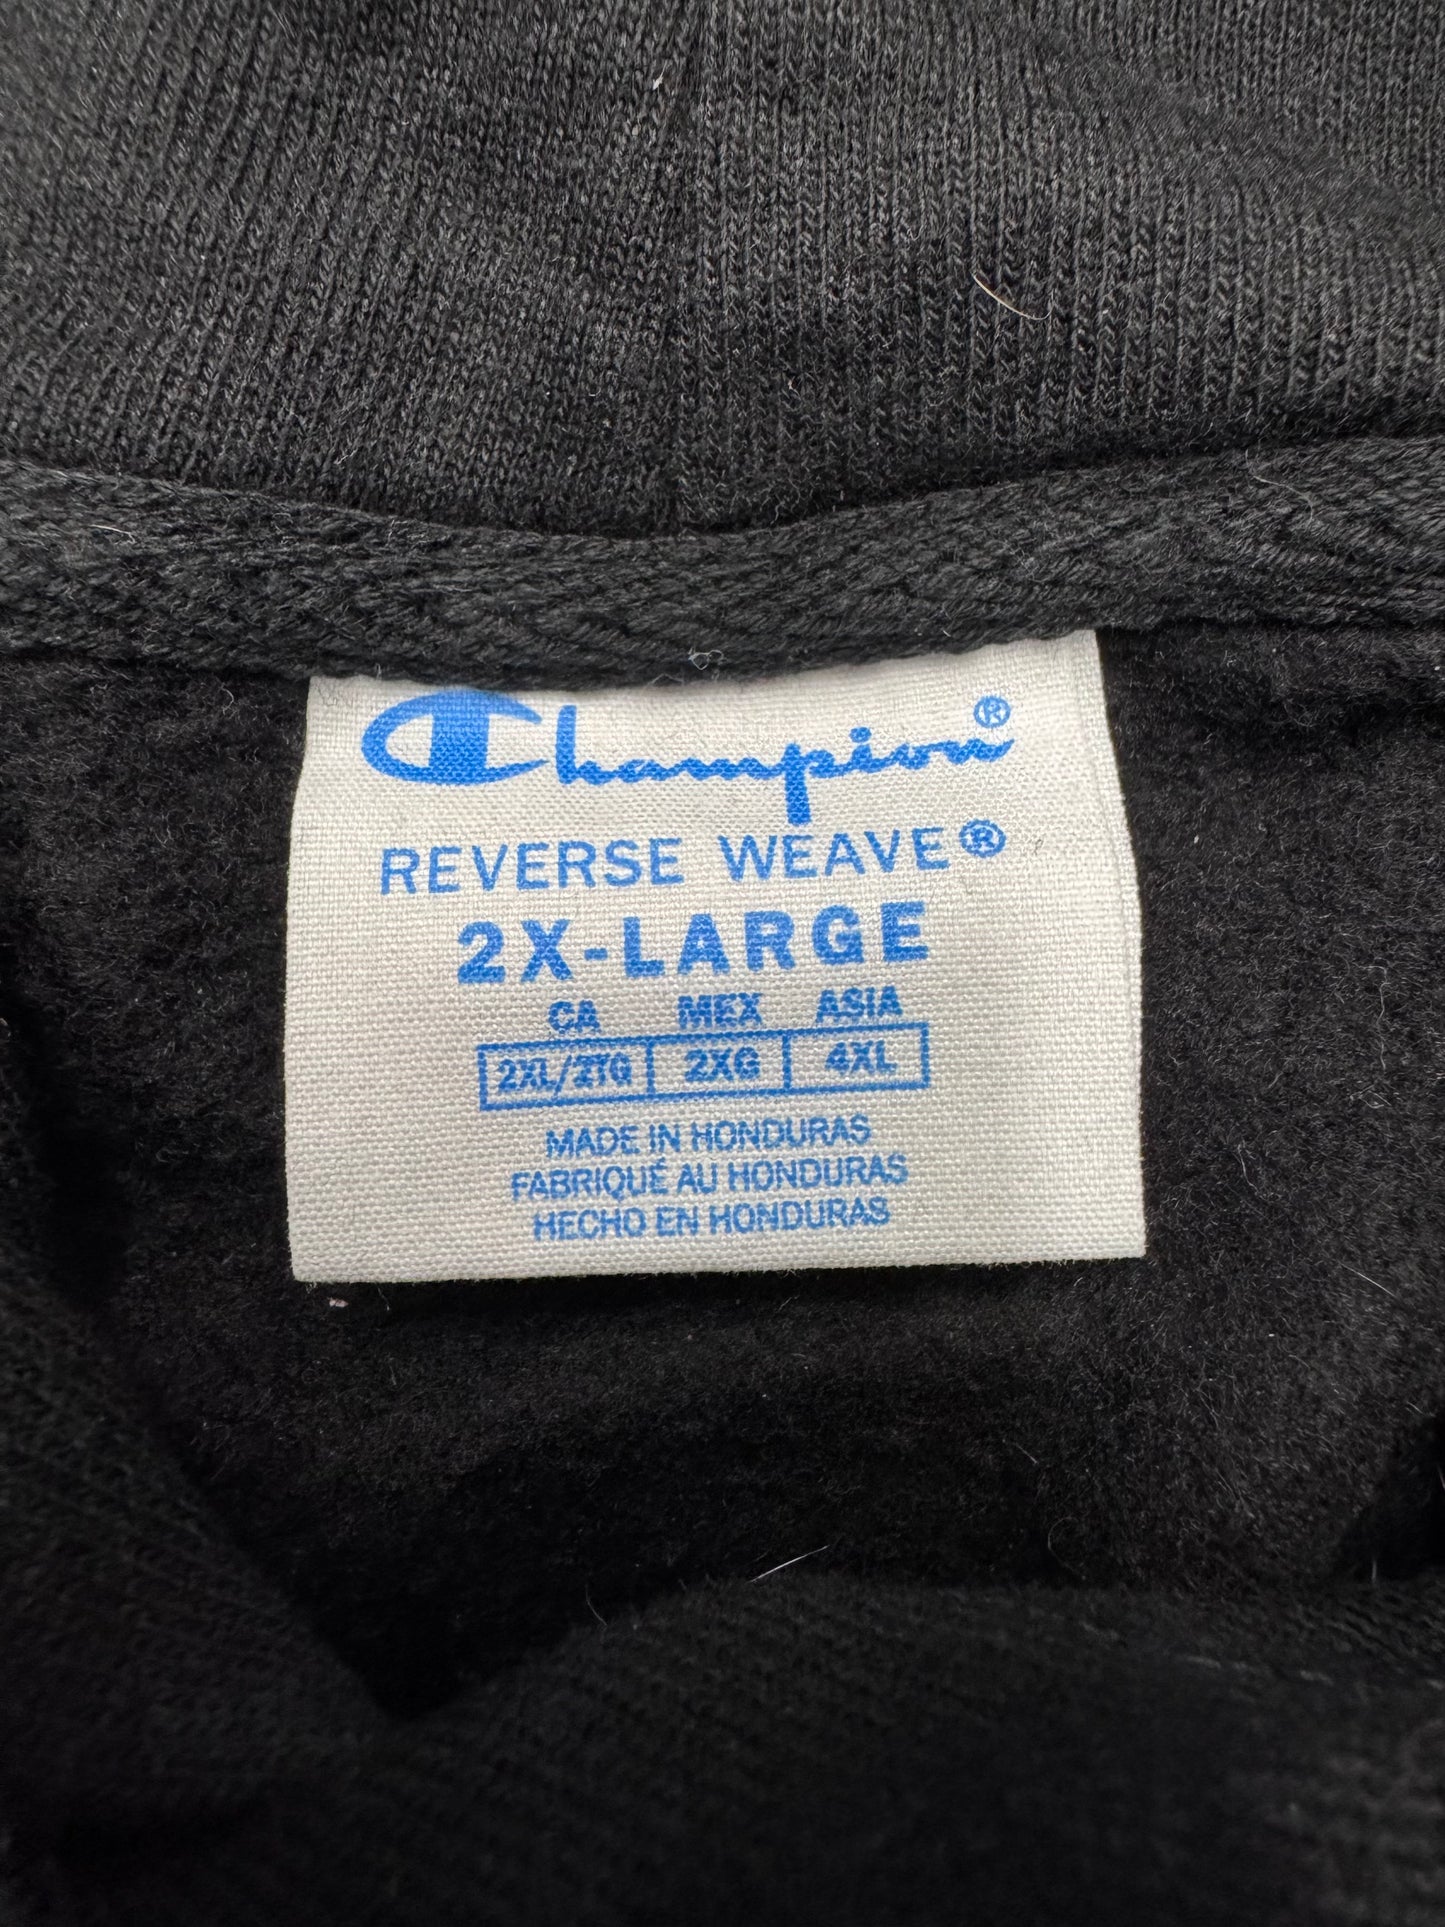 Champion®
REVERSE WEAVE®
2X-LARGE
CA MEX ASIA
2XL/2TG 2XG 4XL
MADE IN HONDURAS
FABRIQUÉ AU HONDURAS
HECHO EN HONDURAS